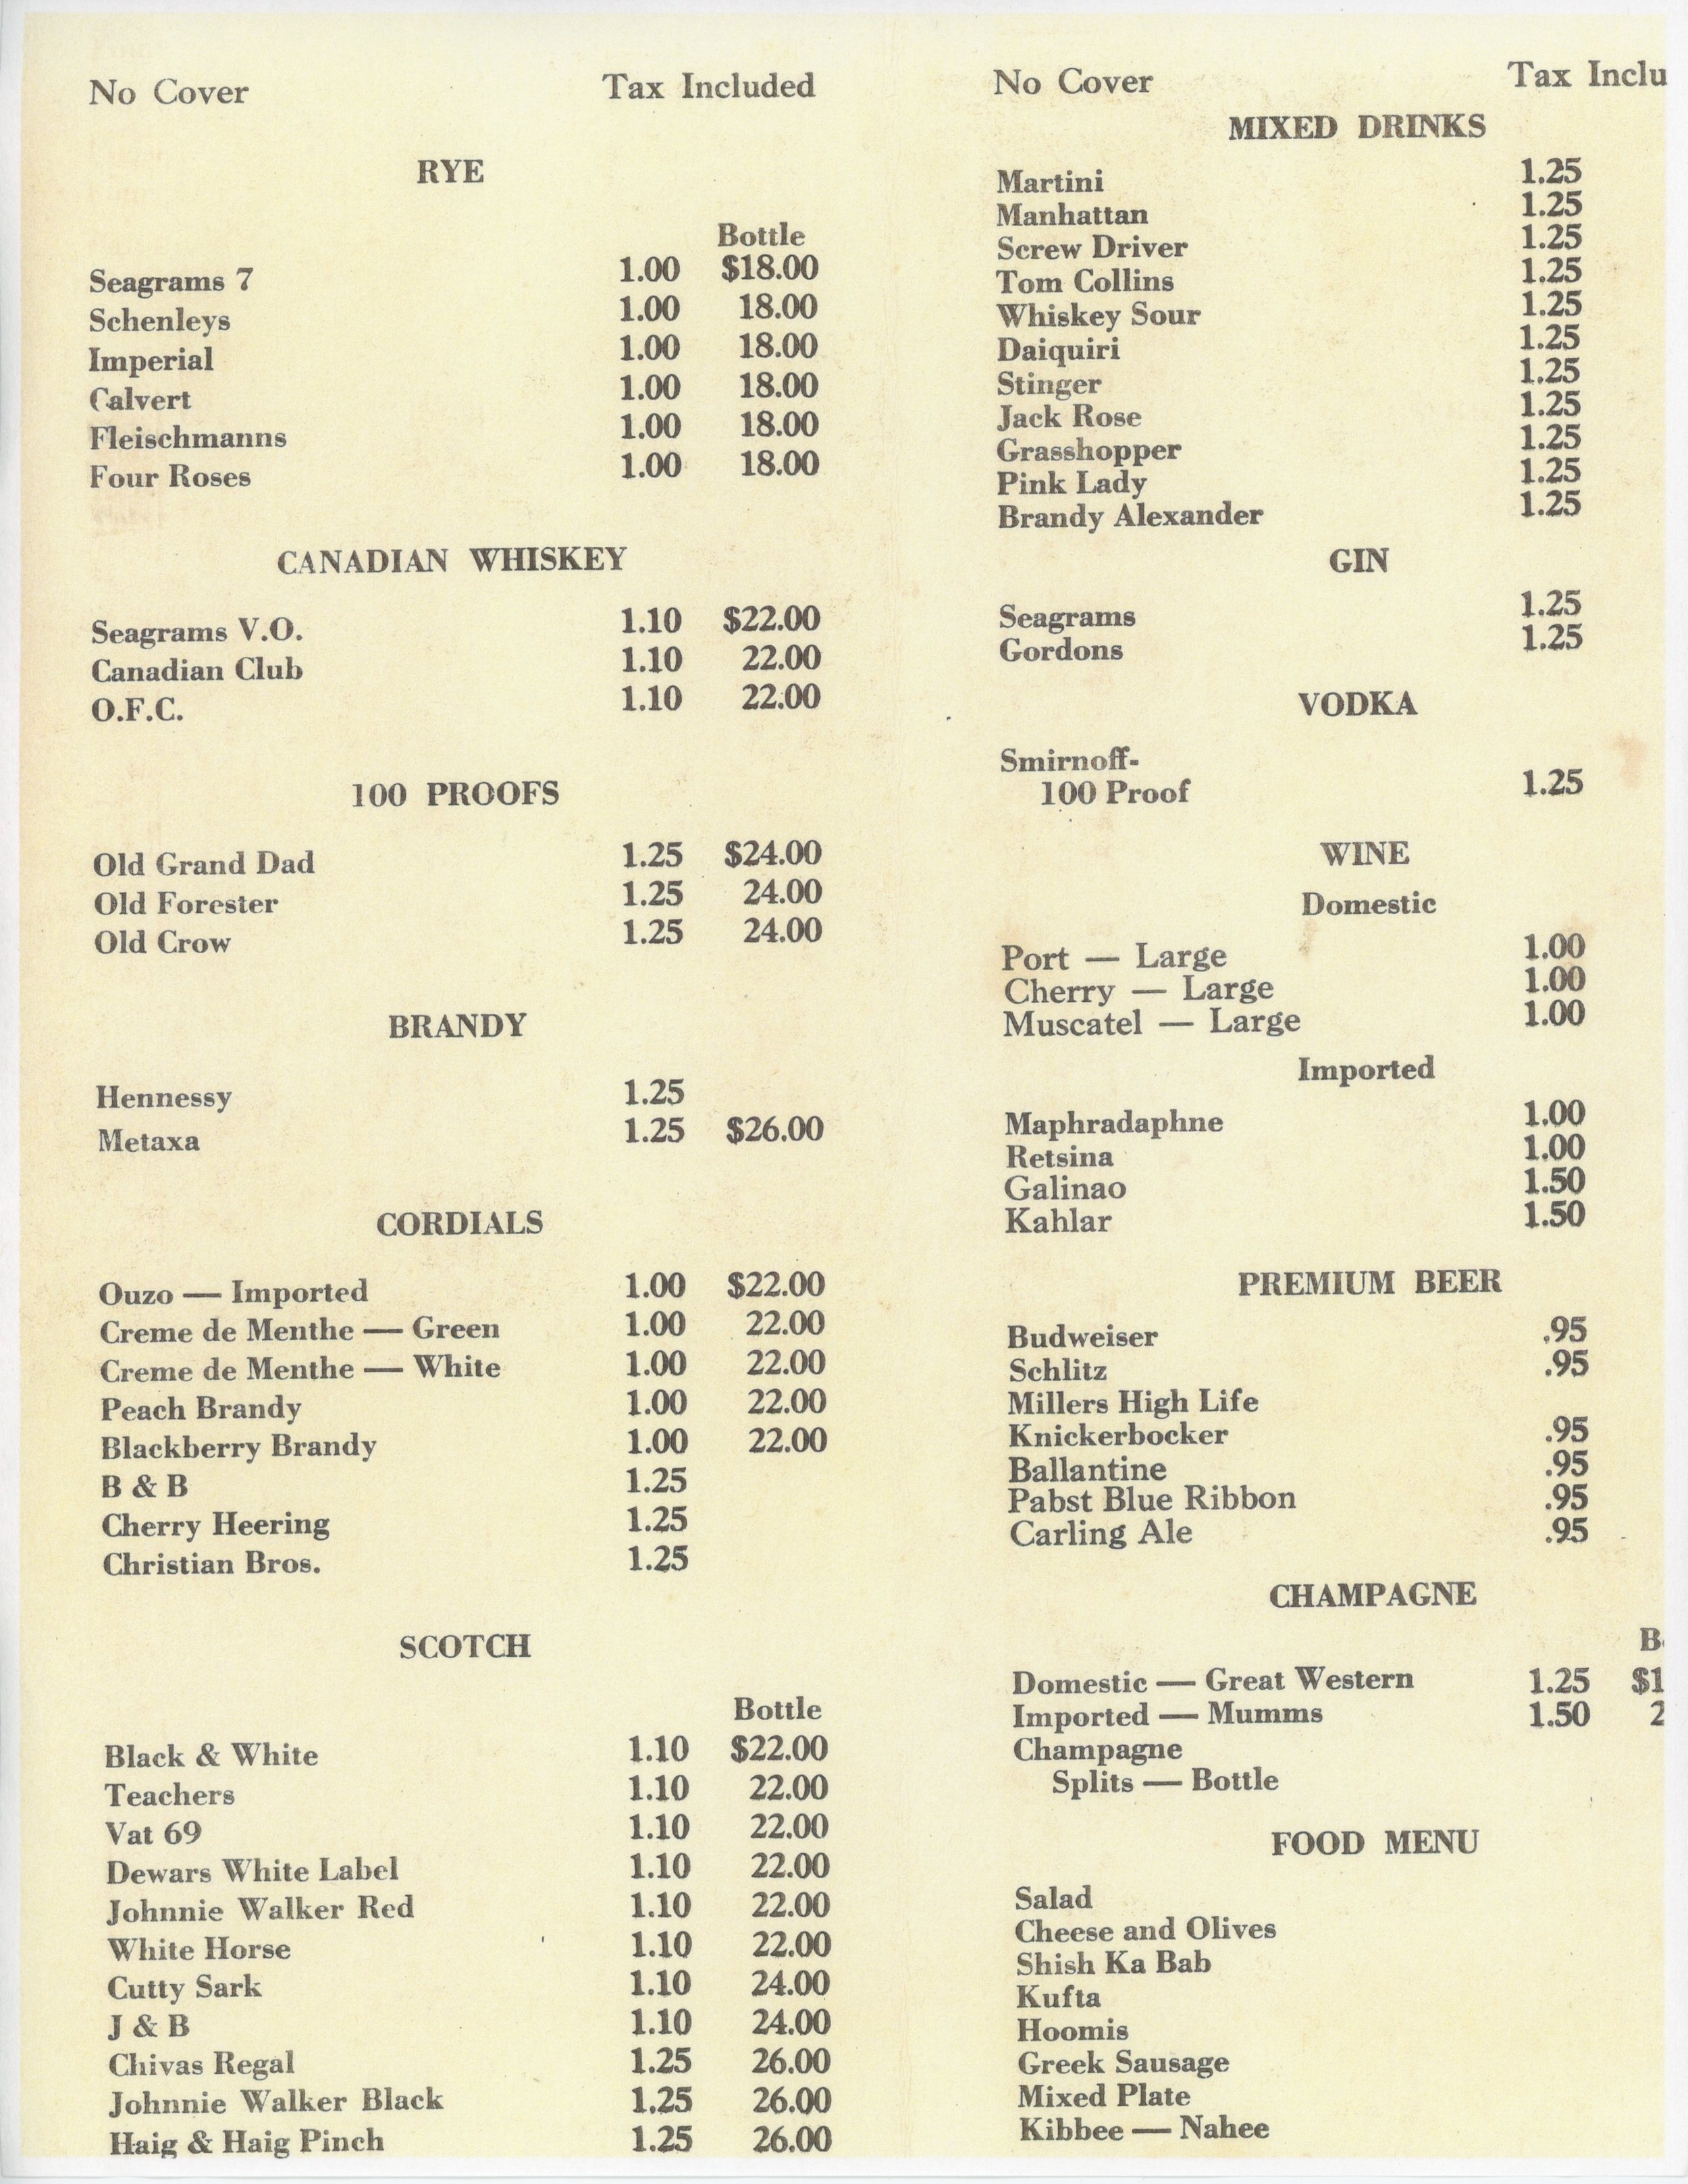 No Cover Tax Included
RYE
Bottle
Seagrams 7 1.00 $18.00
Schenleys 1.00 18.00
Imperial 1.00 18.00
Calvert 1.00 18.00
Fleischmanns 1.00 18.00
Four Roses 1.00 18.00
CANADIAN WHISKEY
Seagrams V.O. 1.10 $22.00
Canadian Club 1.10 22.00
O.F.C. 1.10 22.00
100 PROOFS
Old Grand Dad 1.25 $24.00
Old Forester 1.25 24.00
Old Crow 1.25 24.00
BRANDY
Hennessy 1.25
Metaxa 1.25 $26.00
CORDIALS
Ouzo — Imported 1.00 $22.00
Creme de Menthe — Green 1.00 22.00
Creme de Menthe — White 1.00 22.00
Peach Brandy 1.00 22.00
Blackberry Brandy 1.00 22.00
B & B 1.25
Cherry Heering 1.25
Christian Bros. 1.25
SCOTCH
Bottle
Black & White 1.10 $22.00
Teachers 1.10 22.00
Vat 69 1.10 22.00
Dewars White Label 1.10 22.00
Johnnie Walker Red 1.10 22.00
White Horse 1.10 22.00
Cutty Sark 1.10 24.00
J & B 1.10 24.00
Chivas Regal 1.25 26.00
Johnnie Walker Black 1.25 26.00
Haig & Haig Pinch 1.25 26.00
No Cover Tax Inclu
MIXED DRINKS
Martini 1.25
Manhattan 1.25
Screw Driver 1.25
Tom Collins 1.25
Whiskey Sour 1.25
Daiquiri 1.25
Stinger 1.25
Jack Rose 1.25
Grasshopper 1.25
Pink Lady 1.25
Brandy Alexander 1.25
GIN
Seagrams 1.25
Gordons 1.25
VODKA
Smirnoff-
100 Proof 1.25
WINE
Domestic
Port — Large 1.00
Cherry — Large 1.00
Muscatel — Large 1.00
Imported
Maphradaphne 1.00
Retsina 1.00
Galinao 1.50
Kahlar 1.50
PREMIUM BEER
Budweiser .95
Schlitz .95
Millers High Life
Knickerbocker .95
Ballantine .95
Pabst Blue Ribbon .95
Carling Ale .95
CHAMPAGNE
B
Domestic — Great Western 1.25 $1
Imported — Mumms 1.50 2
Champagne
Splits — Bottle
FOOD MENU
Salad
Cheese and Olives
Shish Ka Bab
Kufta
Hoomis
Greek Sausage
Mixed Plate
Kibbee — Nahee